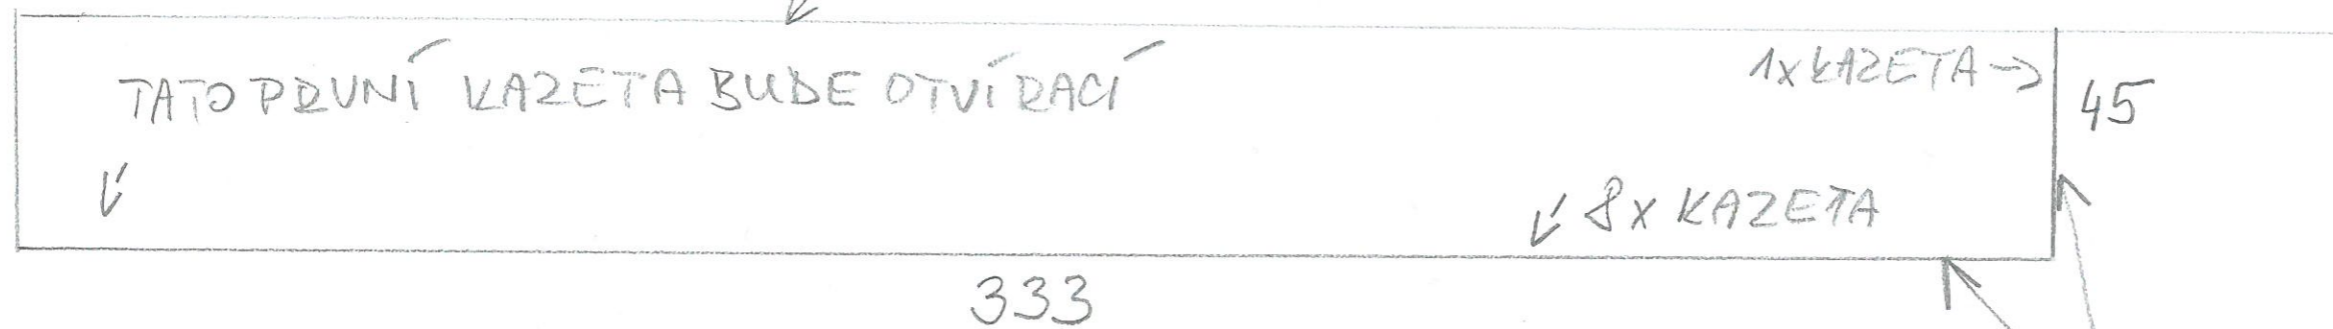 TATO PRVNÍ KAZETA BUDE OTVÍRACÍ
1x KAZETA →
45
8x KAZETA
333